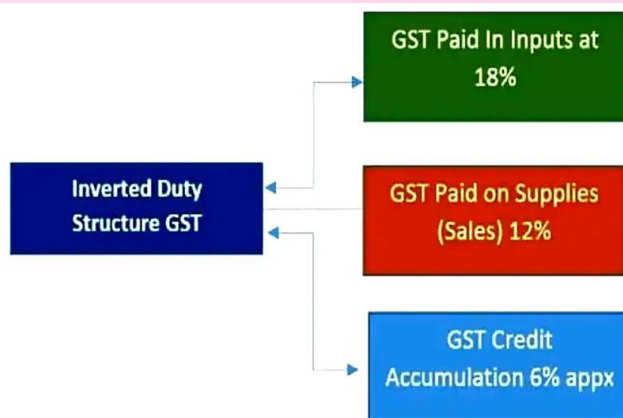 GST Paid In Inputs at
18%
Inverted Duty
Structure GST
GST Paid on Supplies
(Sales) 12%
GST Credit
Accumulation 6% appx